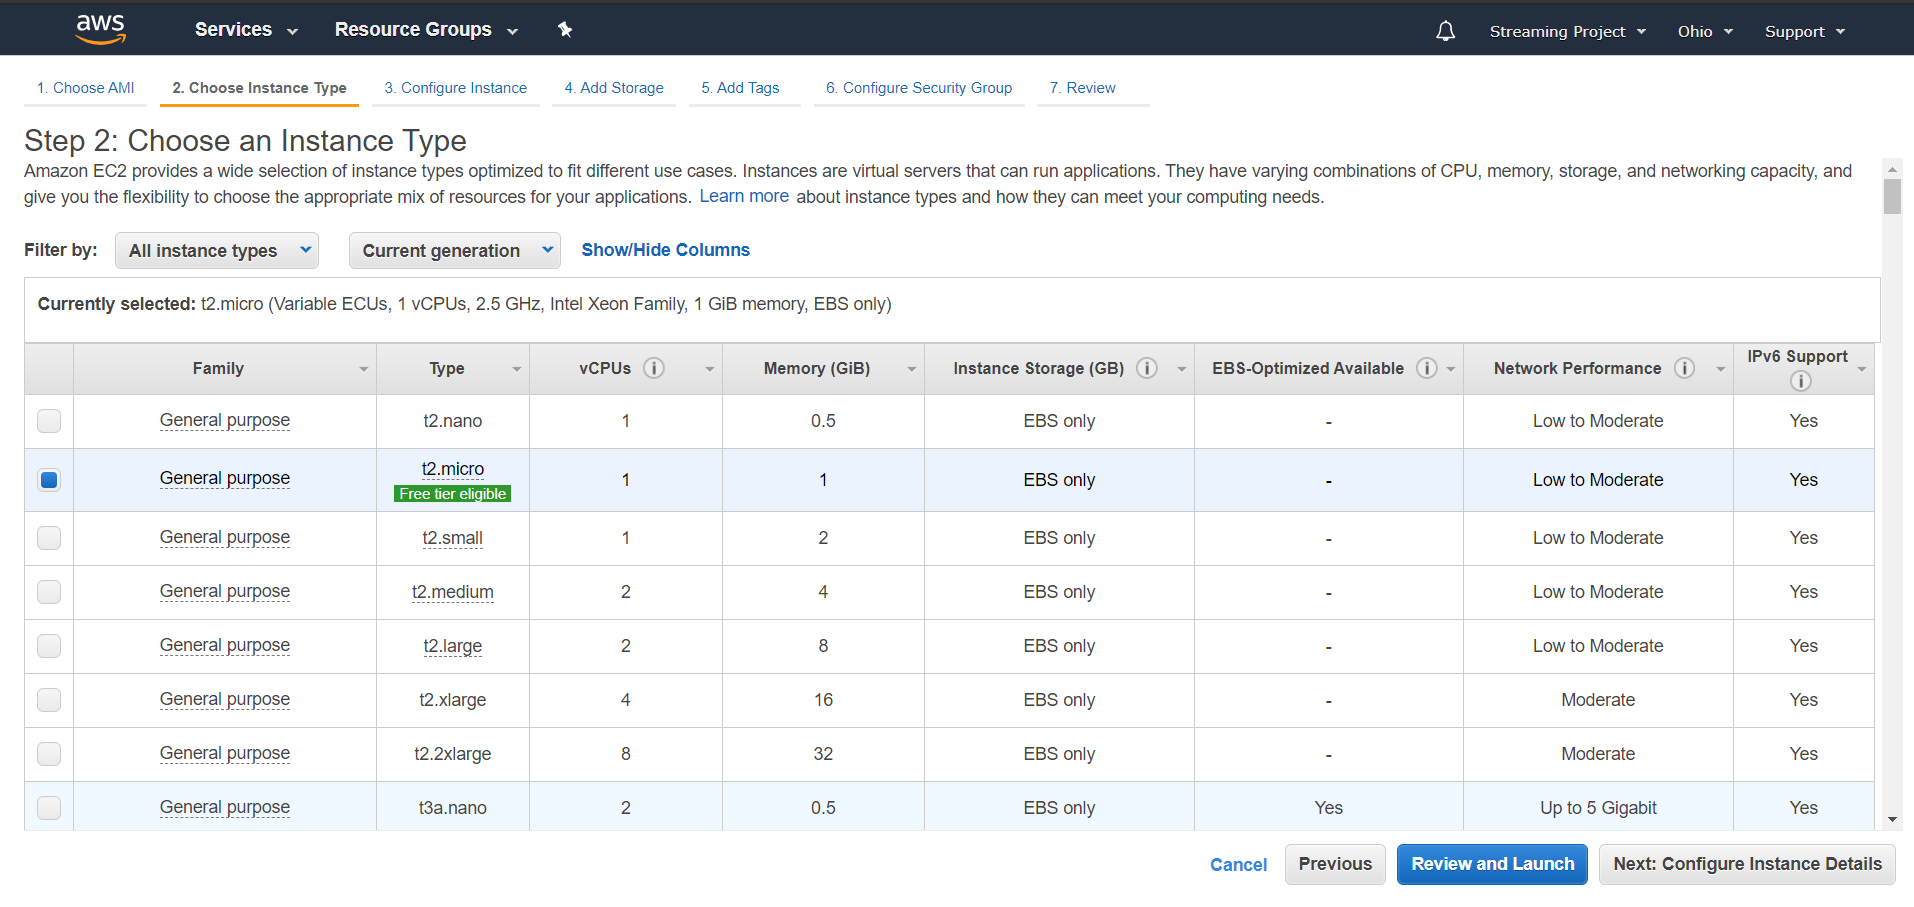 aws Services Resource Groups Streaming Project Ohio Support
1. Choose AMI 2. Choose Instance Type 3. Configure Instance 4. Add Storage 5. Add Tags 6. Configure Security Group 7. Review
Step 2: Choose an Instance Type
Amazon EC2 provides a wide selection of instance types optimized to fit different use cases. Instances are virtual servers that can run applications. They have varying combinations of CPU, memory, storage, and networking capacity, and
give you the flexibility to choose the appropriate mix of resources for your applications. Learn more about instance types and how they can meet your computing needs.
Filter by: All instance types Current generation Show/Hide Columns
Currently selected: t2.micro (Variable ECUs, 1 vCPUs, 2.5 GHz, Intel Xeon Family, 1 GiB memory, EBS only)
Family Type vCPUs i Memory (GiB) Instance Storage (GB) i EBS-Optimized Available i Network Performance i IPv6 Support i
General purpose t2.nano 1 0.5 EBS only - Low to Moderate Yes
General purpose t2.micro 1 1 EBS only - Low to Moderate Yes
Free tier eligible
General purpose t2.small 1 2 EBS only - Low to Moderate Yes
General purpose t2.medium 2 4 EBS only - Low to Moderate Yes
General purpose t2.large 2 8 EBS only - Low to Moderate Yes
General purpose t2.xlarge 4 16 EBS only - Moderate Yes
General purpose t2.2xlarge 8 32 EBS only - Moderate Yes
General purpose t3a.nano 2 0.5 EBS only Yes Up to 5 Gigabit Yes
Cancel Previous Review and Launch Next: Configure Instance Details